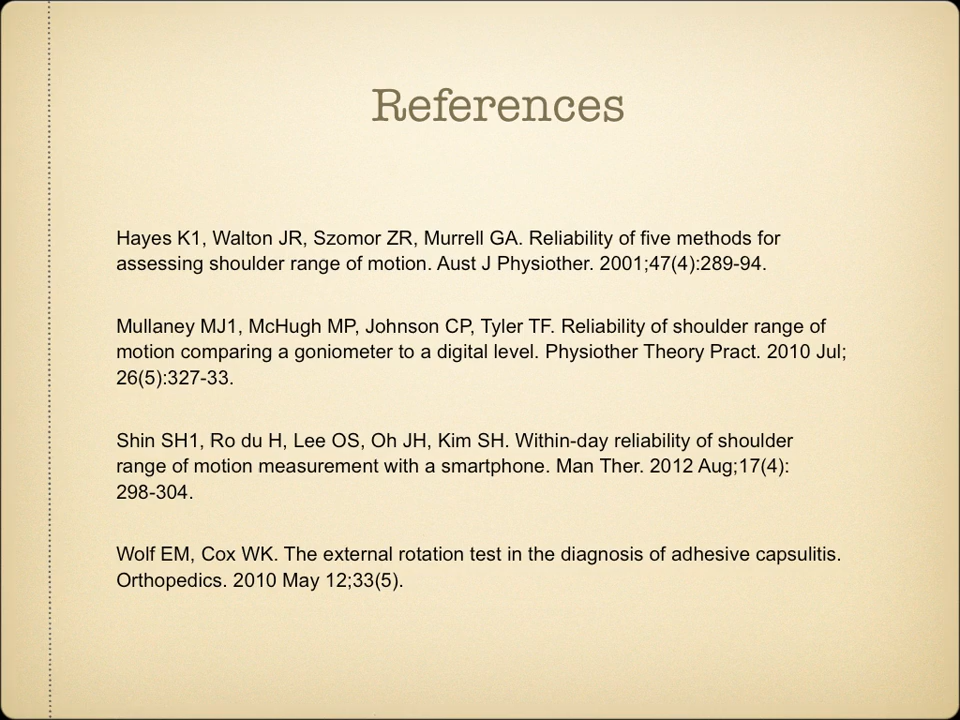 References
Hayes K1, Walton JR, Szomor ZR, Murrell GA. Reliability of five methods for
assessing shoulder range of motion. Aust J Physiother. 2001;47(4):289-94.
Mullaney MJ1, McHugh MP, Johnson CP, Tyler TF. Reliability of shoulder range of
motion comparing a goniometer to a digital level. Physiother Theory Pract. 2010 Jul;
26(5):327-33.
Shin SH1, Ro du H, Lee OS, Oh JH, Kim SH. Within-day reliability of shoulder
range of motion measurement with a smartphone. Man Ther. 2012 Aug;17(4):
298-304.
Wolf EM, Cox WK. The external rotation test in the diagnosis of adhesive capsulitis.
Orthopedics. 2010 May 12;33(5).